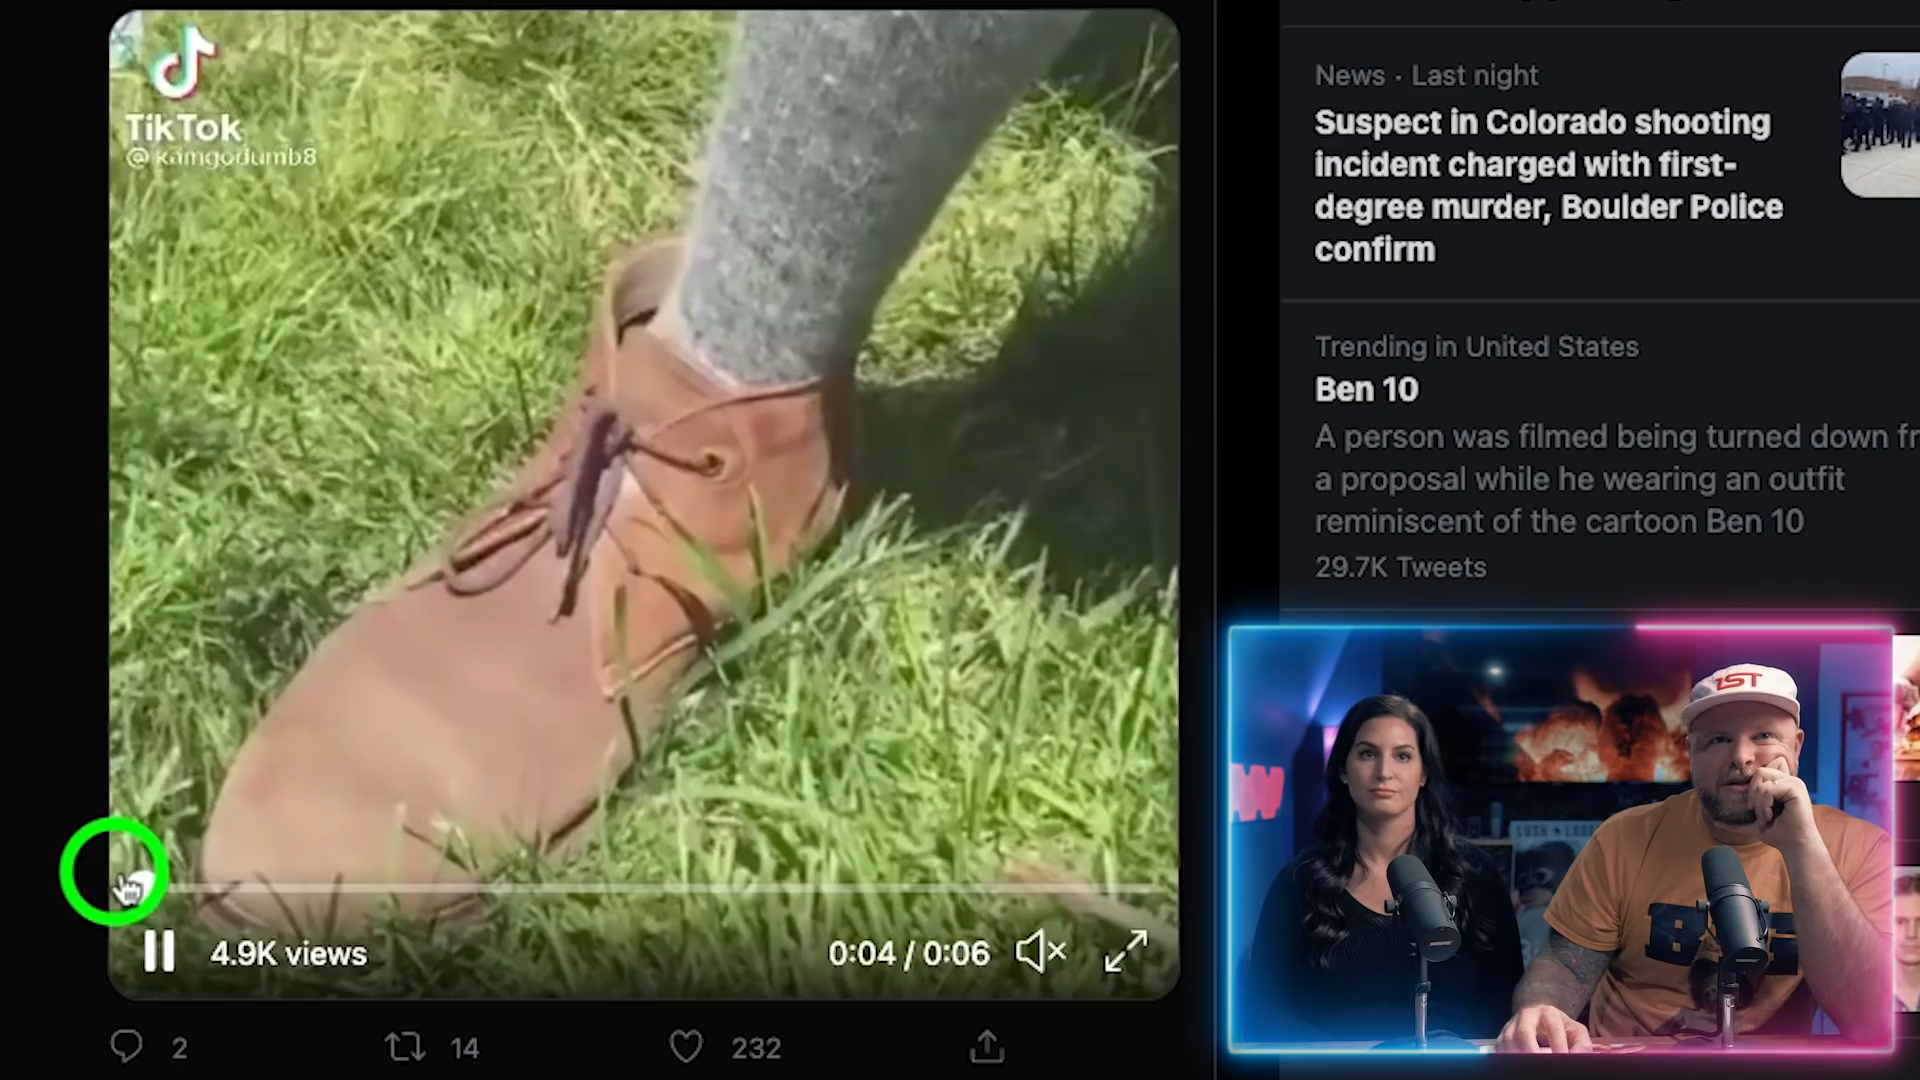 TikTok
@kamgodumb8
4.9K views
0:04 / 0:06
2
14
232
News · Last night
Suspect in Colorado shooting
incident charged with first-
degree murder, Boulder Police
confirm
Trending in United States
Ben 10
A person was filmed being turned down fr
a proposal while he wearing an outfit
reminiscent of the cartoon Ben 10
29.7K Tweets
LST